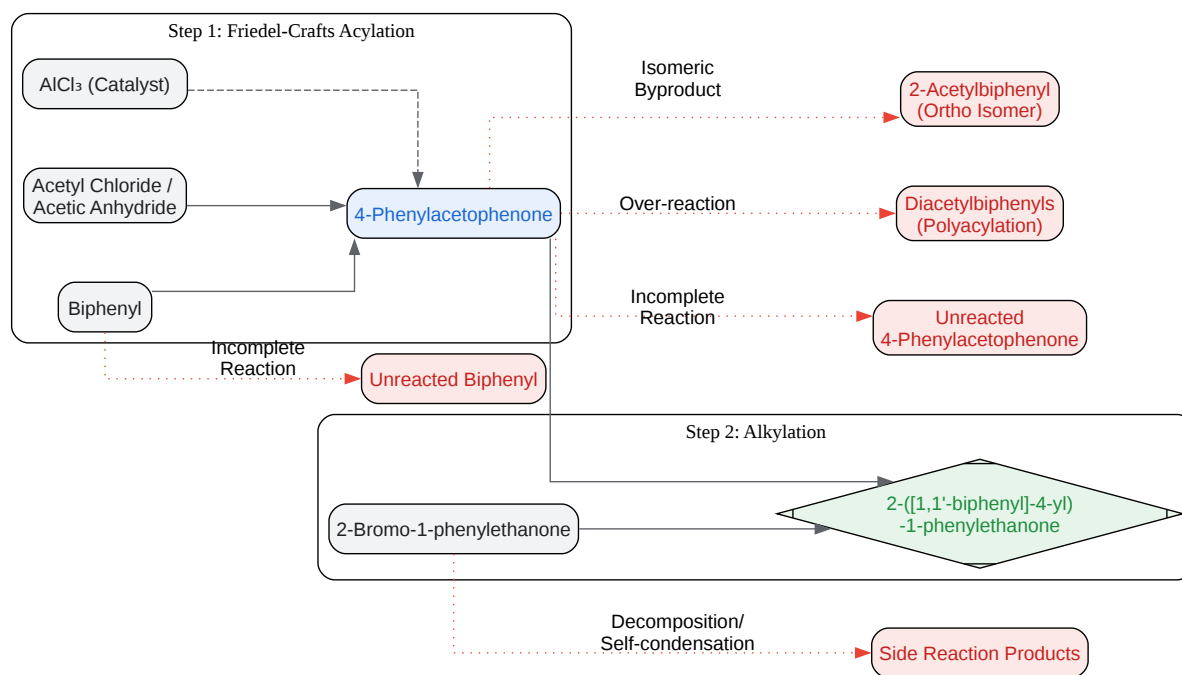 Step 1: Friedel-Crafts Acylation
AlCl₃ (Catalyst)
Isomeric
Byproduct
2-Acetylbiphenyl
(Ortho Isomer)
Acetyl Chloride /
Acetic Anhydride
4-Phenylacetophenone
Over-reaction
Diacetylbiphenyls
(Polyacylation)
Biphenyl
Incomplete
Reaction
Unreacted
4-Phenylacetophenone
Incomplete
Reaction
Unreacted Biphenyl
Step 2: Alkylation
2-Bromo-1-phenylethanone
2-([1,1'-biphenyl]-4-yl)
-1-phenylethanone
Decomposition/
Self-condensation
Side Reaction Products